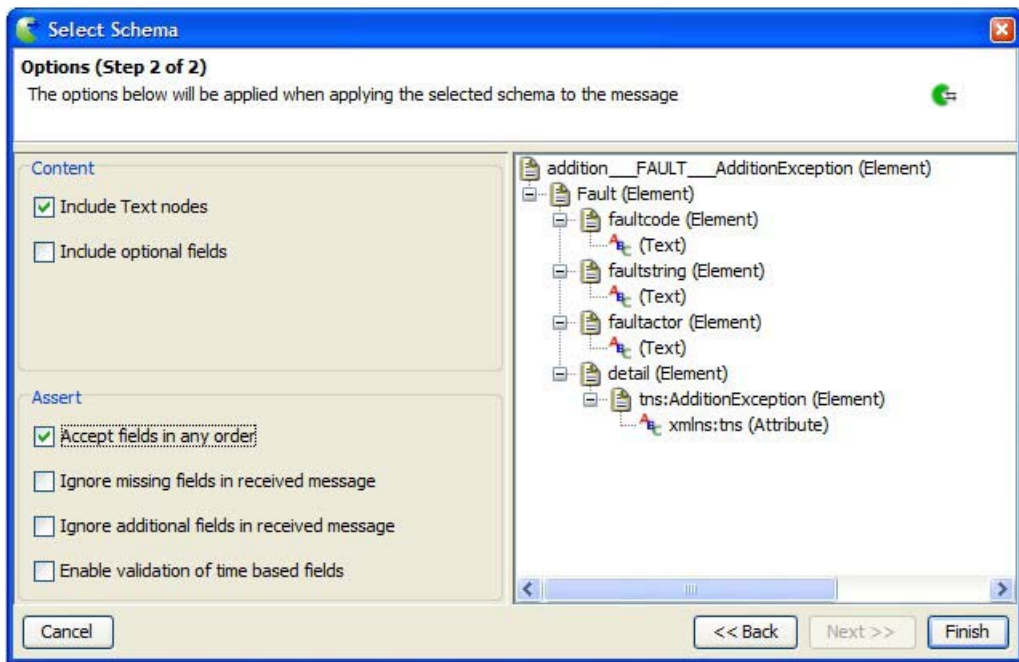 Select Schema
Options (Step 2 of 2)
The options below will be applied when applying the selected schema to the message
Content
Include Text nodes
Include optional fields
Assert
Accept fields in any order
Ignore missing fields in received message
Ignore additional fields in received message
Enable validation of time based fields
addition___FAULT___AdditionException (Element)
Fault (Element)
faultcode (Element)
(Text)
faultstring (Element)
(Text)
faultactor (Element)
(Text)
detail (Element)
tns:AdditionException (Element)
xmlns:tns (Attribute)
Cancel
<< Back
Next >>
Finish